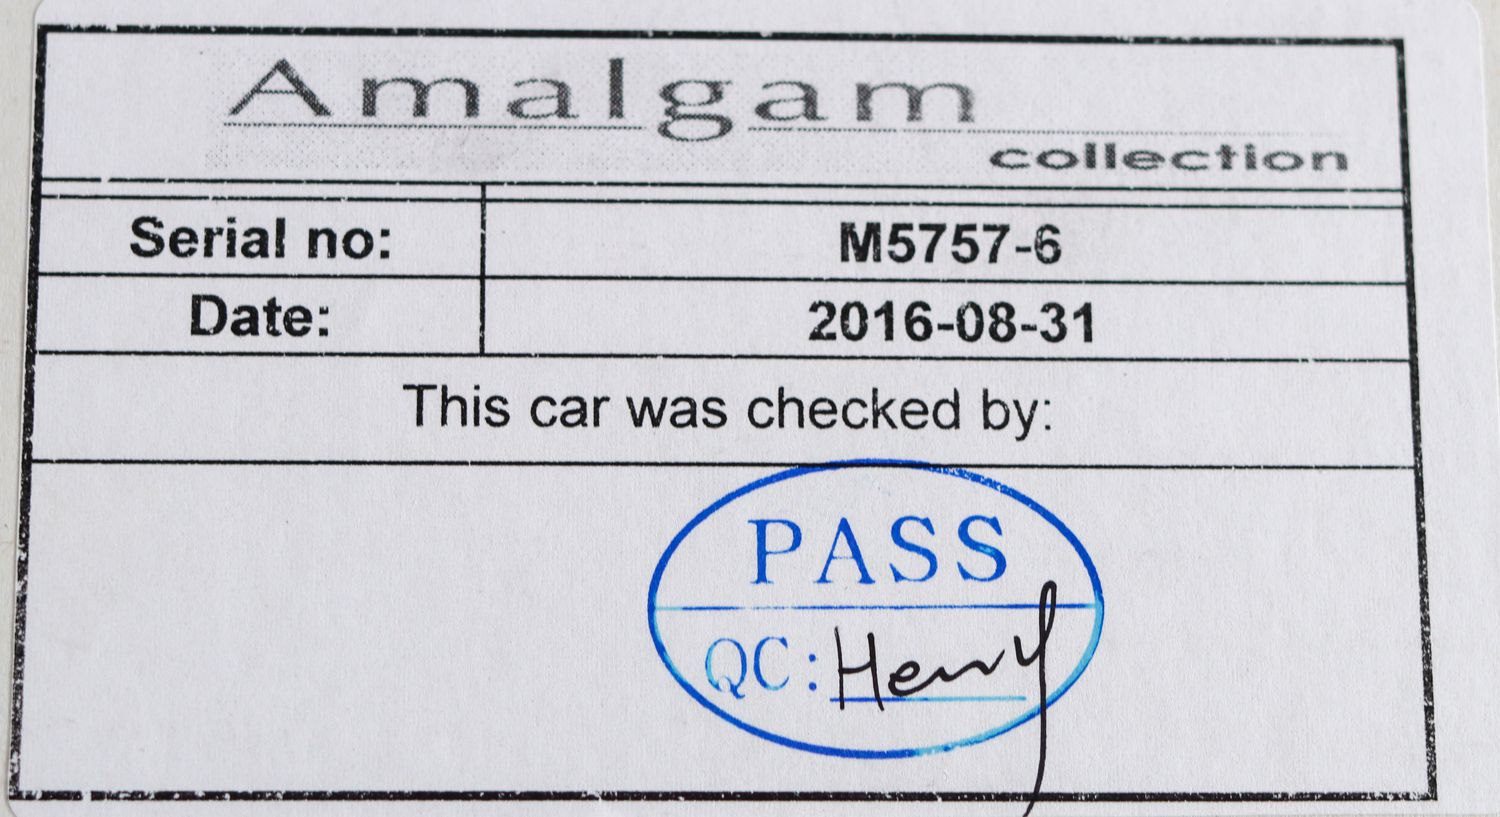 Amalgam
collection
Serial no: M5757-6
Date: 2016-08-31
This car was checked by:
PASS
QC: Henry